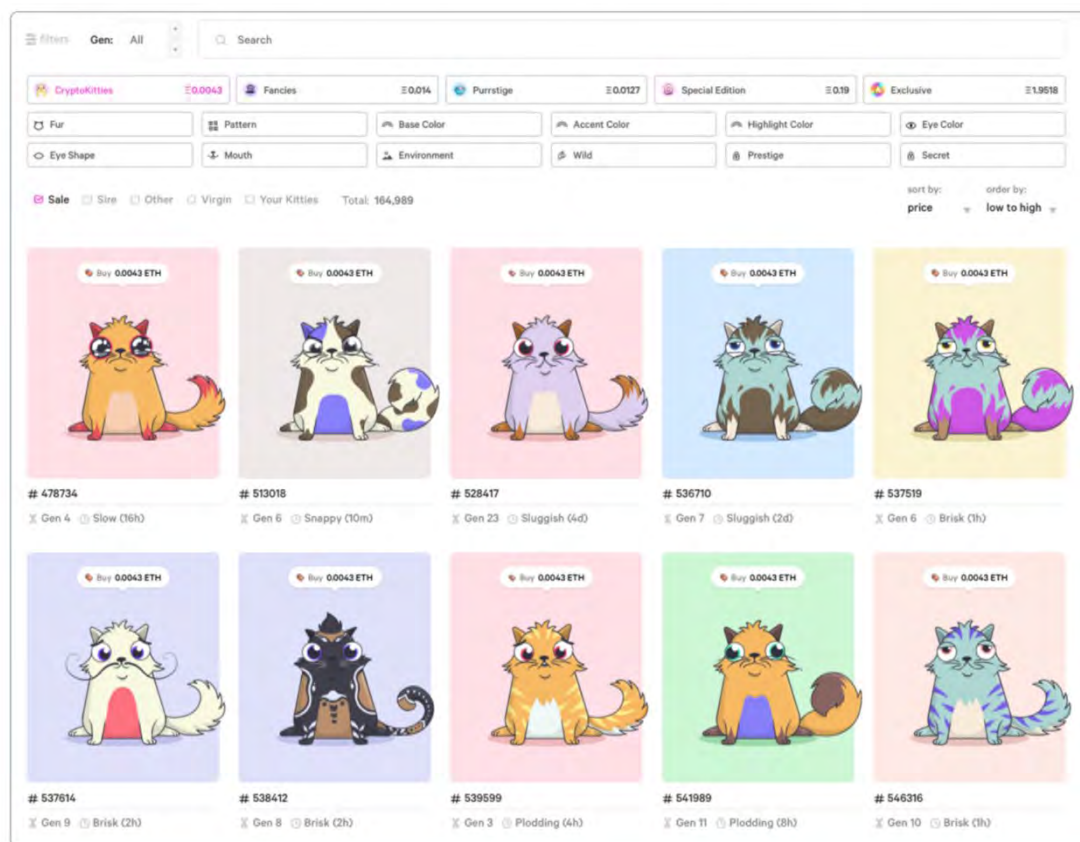 filters Gen: All Search
CryptoKitties Ξ0.0043 Fancies Ξ0.014 Purrstige Ξ0.0127 Special Edition Ξ0.19 Exclusive Ξ1.9518
Fur Pattern Base Color Accent Color Highlight Color Eye Color
Eye Shape Mouth Environment Wild Prestige Secret
sort by: order by:
Sale Sire Other Virgin Your Kitties Total: 164,989 price low to high
Buy 0.0043 ETH Buy 0.0043 ETH Buy 0.0043 ETH Buy 0.0043 ETH Buy 0.0043 ETH
# 478734 # 513018 # 528417 # 536710 # 537519
Gen 4 Slow (16h) Gen 6 Snappy (10m) Gen 23 Sluggish (4d) Gen 7 Sluggish (2d) Gen 6 Brisk (1h)
Buy 0.0043 ETH Buy 0.0043 ETH Buy 0.0043 ETH Buy 0.0043 ETH Buy 0.0043 ETH
# 537614 # 538412 # 539599 # 541989 # 546316
Gen 9 Brisk (2h) Gen 8 Brisk (2h) Gen 3 Plodding (4h) Gen 11 Plodding (8h) Gen 10 Brisk (1h)